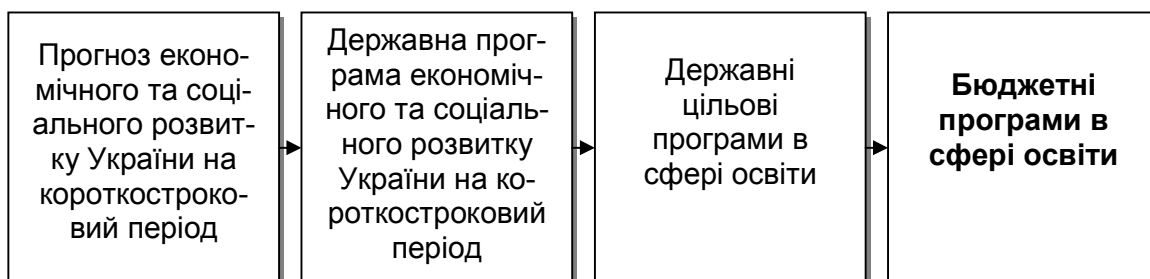 Прогноз еконо-
мічного та соці-
ального розвит-
ку України на
короткостроко-
вий період
Державна прог-
рама економіч-
ного та соціаль-
ного розвитку
України на ко-
роткостроковий
період
Державні
цільові
програми в
сфері освіти
Бюджетні
програми в
сфері освіти